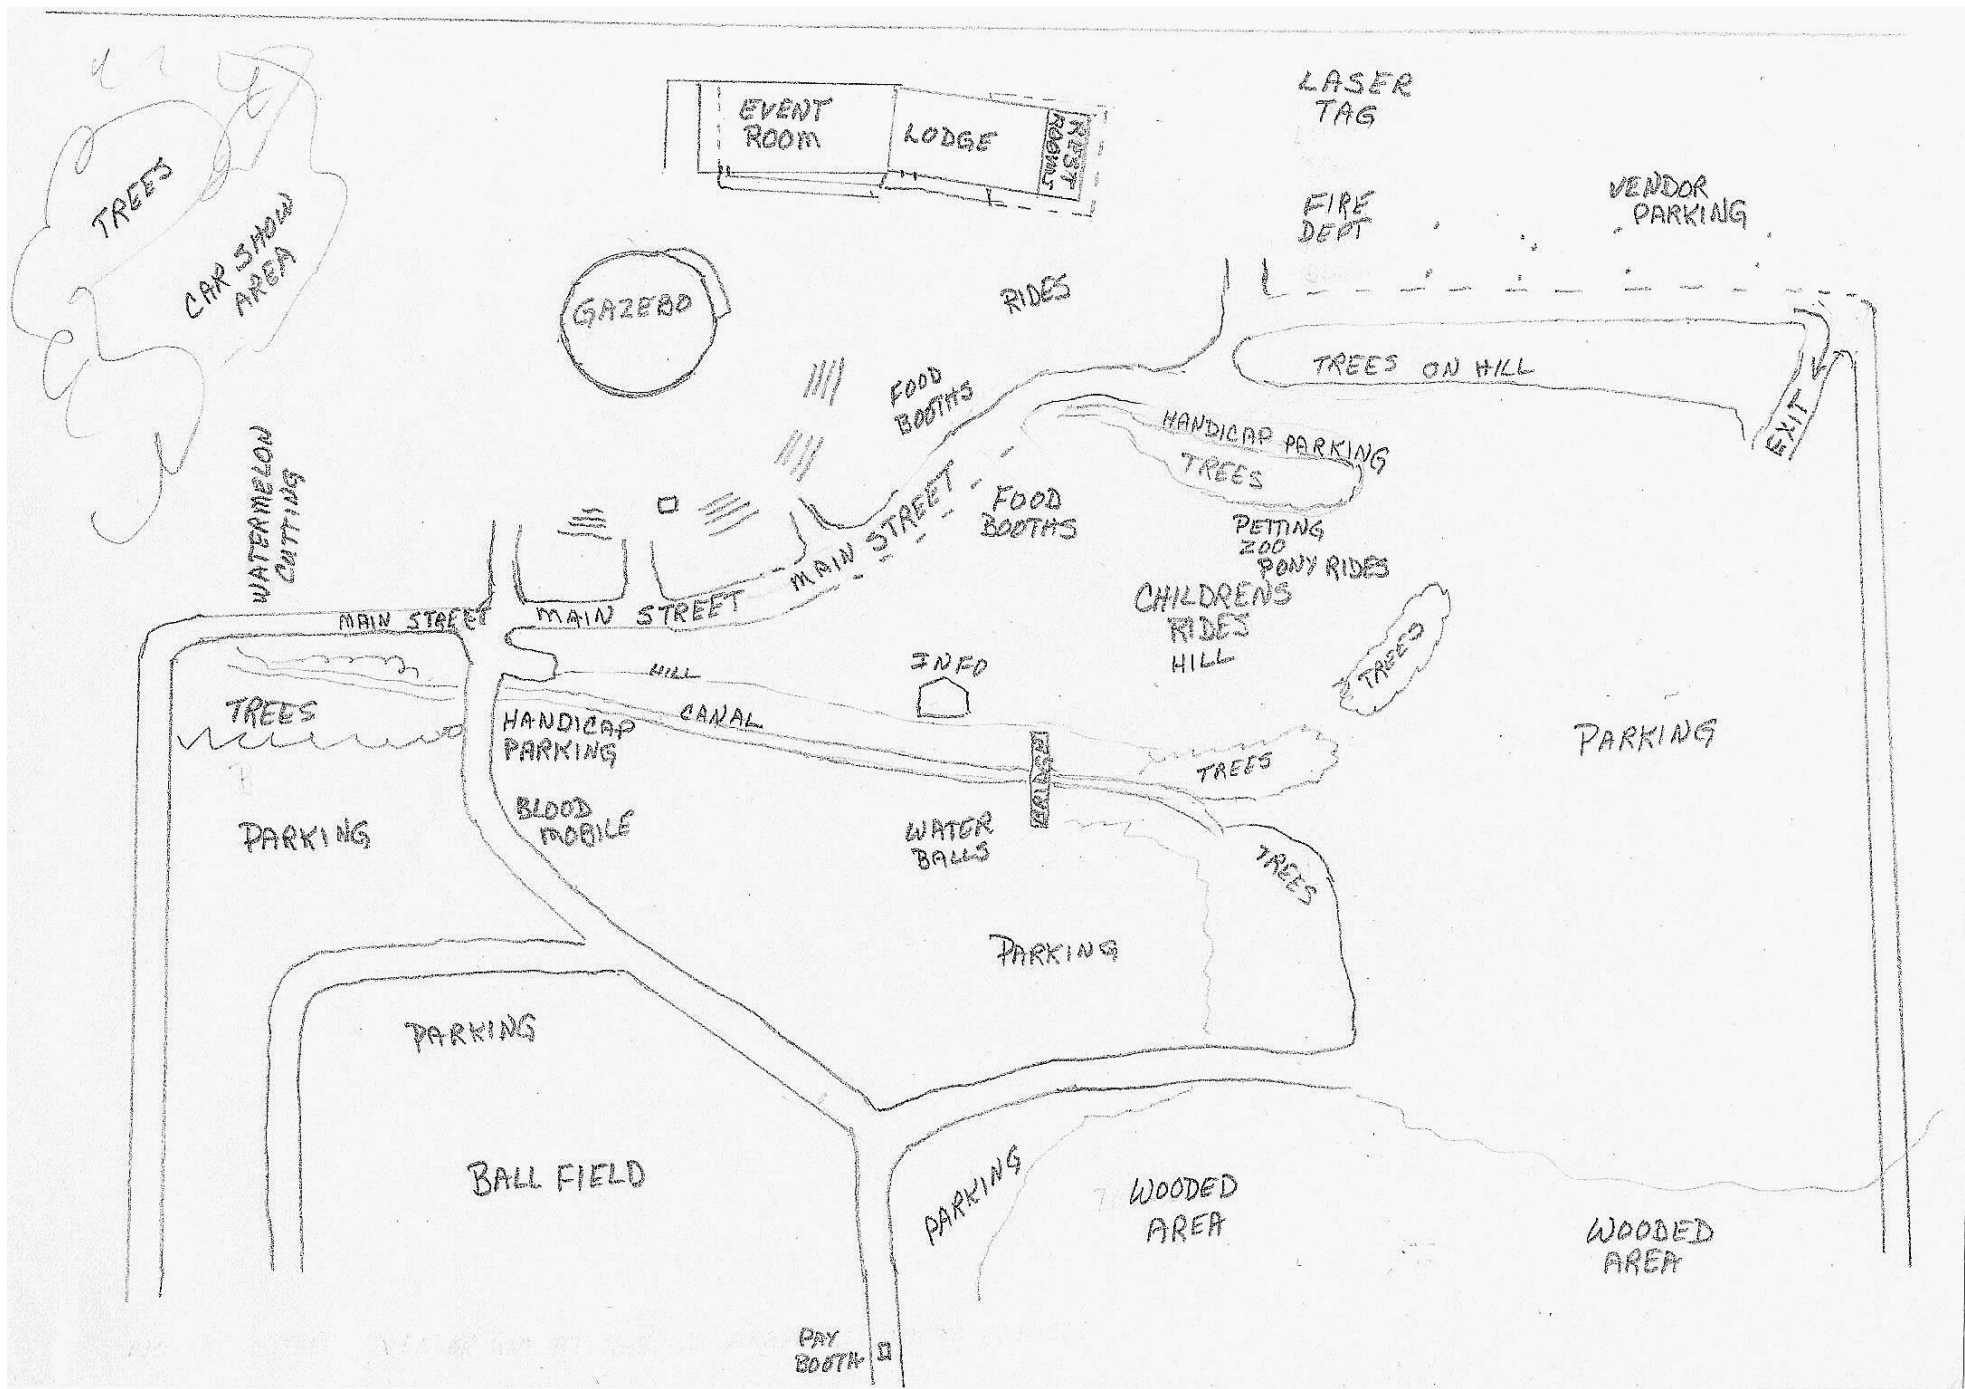 LASER
TAG
EVENT
ROOM
LODGE
REST
ROOMS
TREES
CAR SHOW
AREA
FIRE
DEPT
VENDOR
PARKING
GAZEBO
RIDES
FOOD
BOOTHS
TREES ON HILL
EXIT
HANDICAP PARKING
TREES
WATERMELON
CUTTING
FOOD
BOOTHS
PETTING
ZOO
PONY RIDES
MAIN STREET
MAIN STREET
MAIN STREET
CHILDRENS
RIDES
HILL
TREES
HILL
INFO
TREES
HANDICAP
PARKING
CANAL
PARKING
TREES
PARKING
BLOOD
MOBILE
WATER
BALLS
TREES
PARKING
PARKING
BALL FIELD
PARKING
WOODED
AREA
WOODED
AREA
PAY
BOOTH